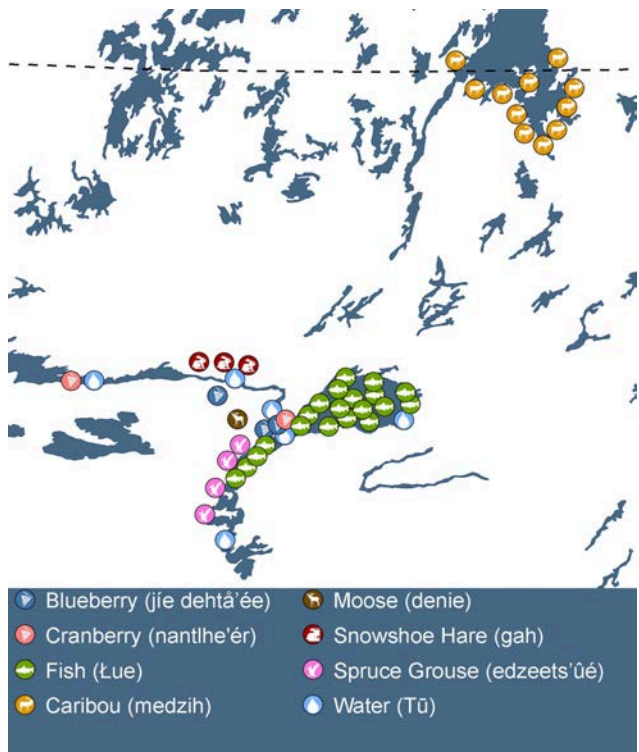 Blueberry (jíe dehtå'ée)
Cranberry (nantlhe'ér)
Fish (Łue)
Caribou (medzih)
Moose (denie)
Snowshoe Hare (gah)
Spruce Grouse (edzeets'ûé)
Water (Tū)